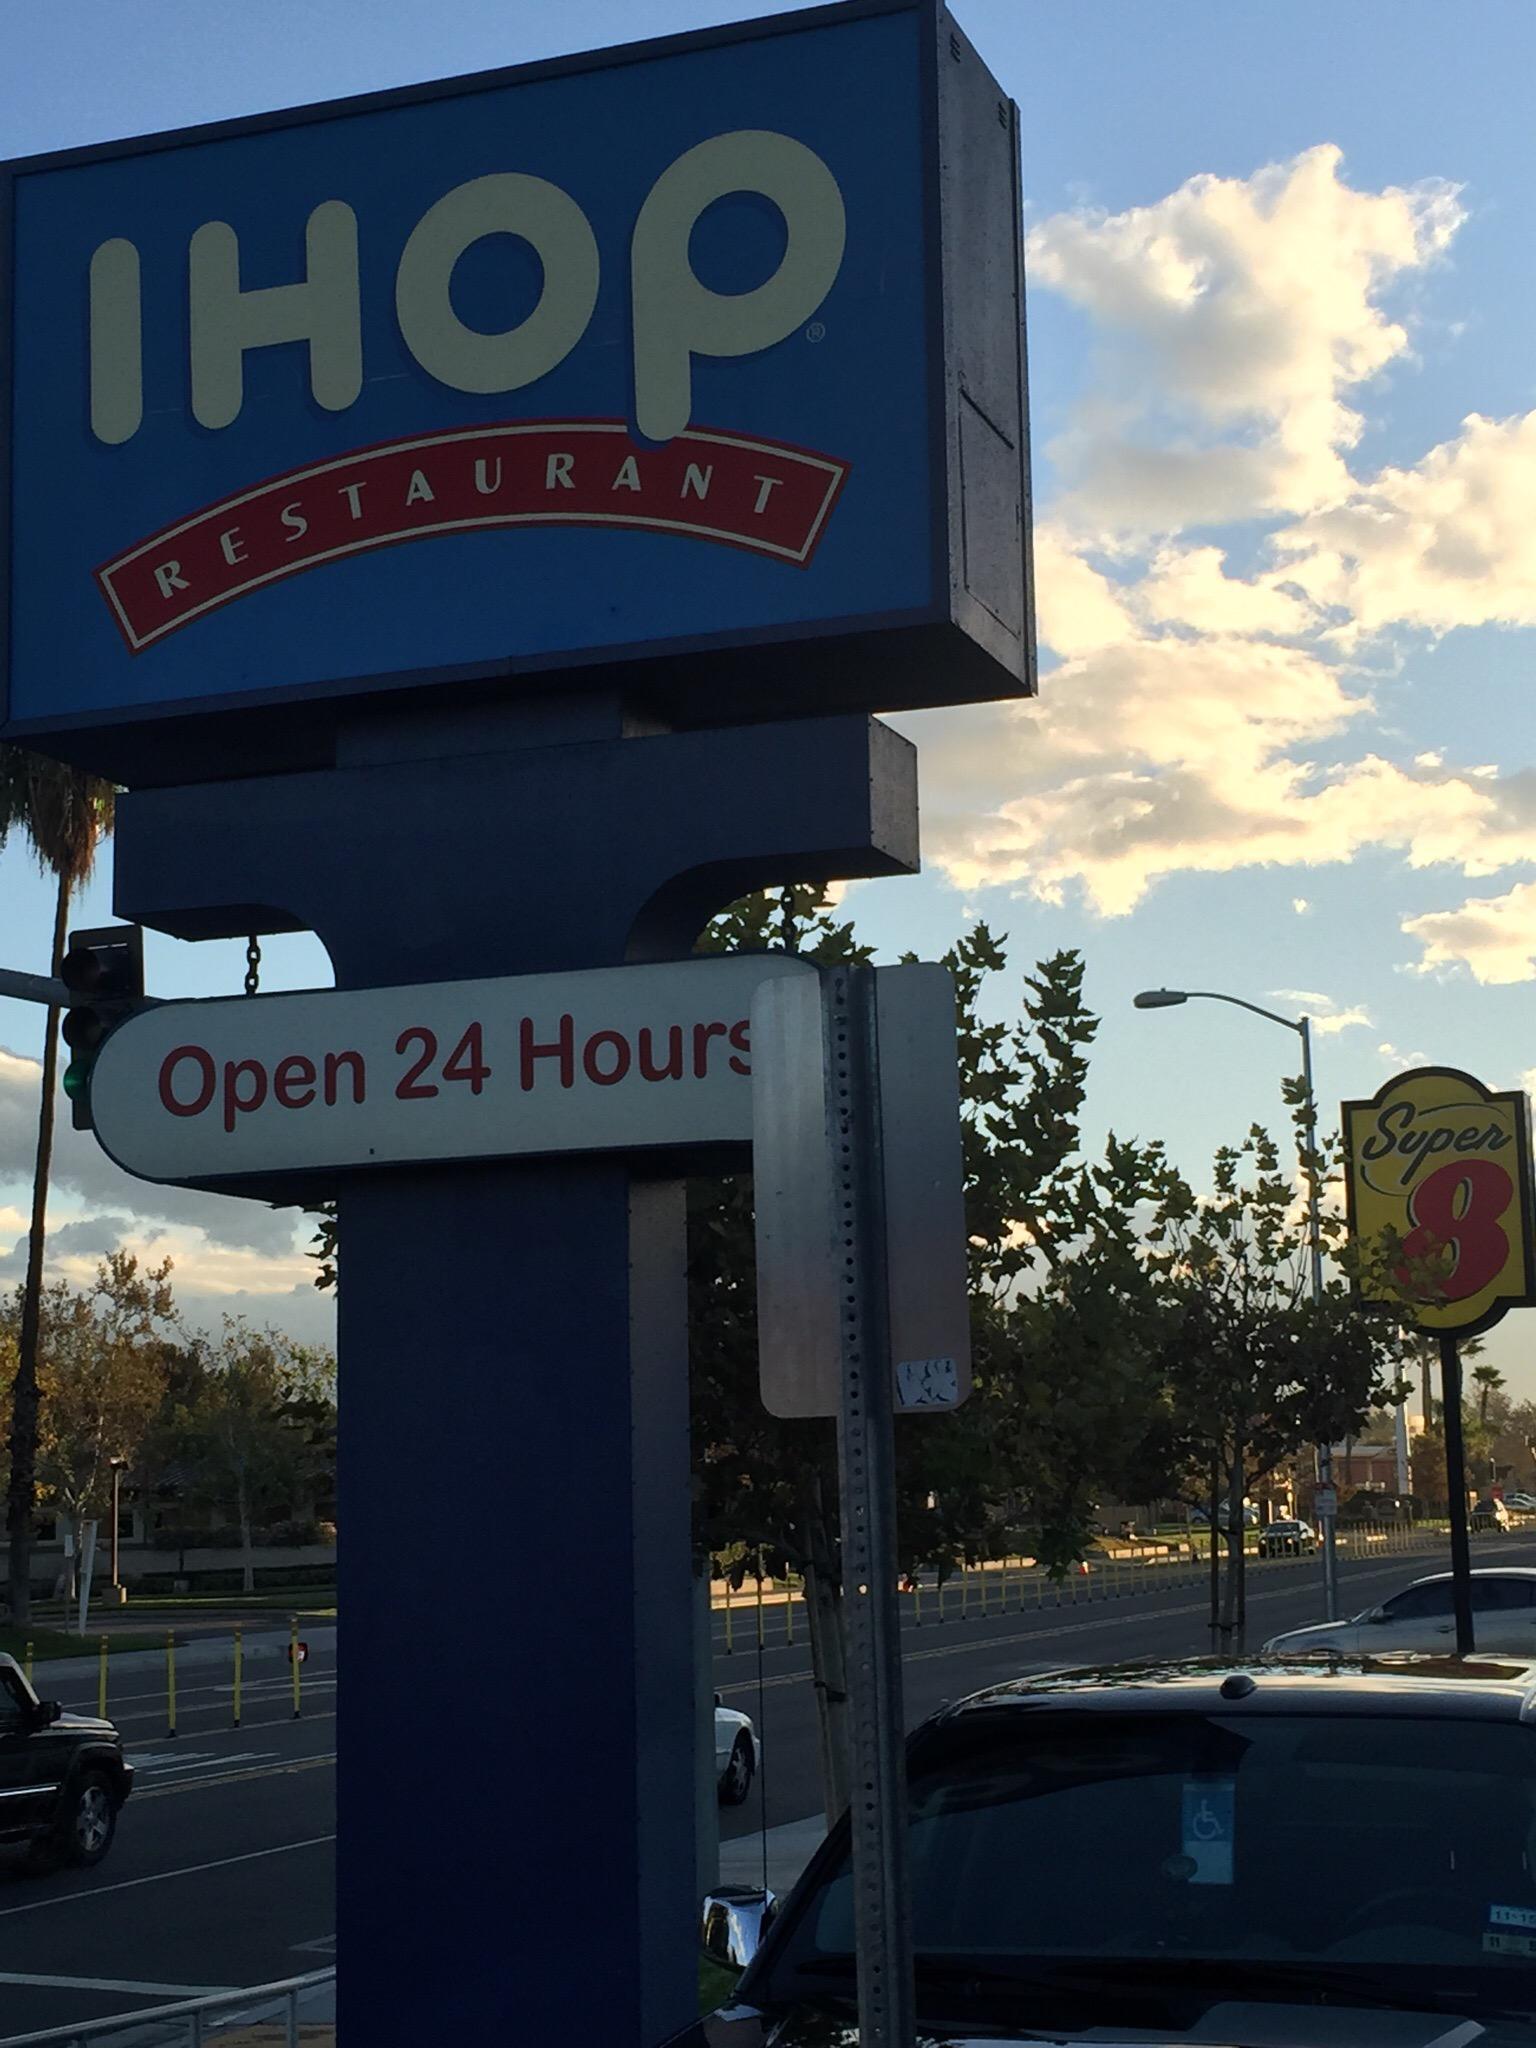 IHOP®
RESTAURANT
Open 24 Hours
Super
8